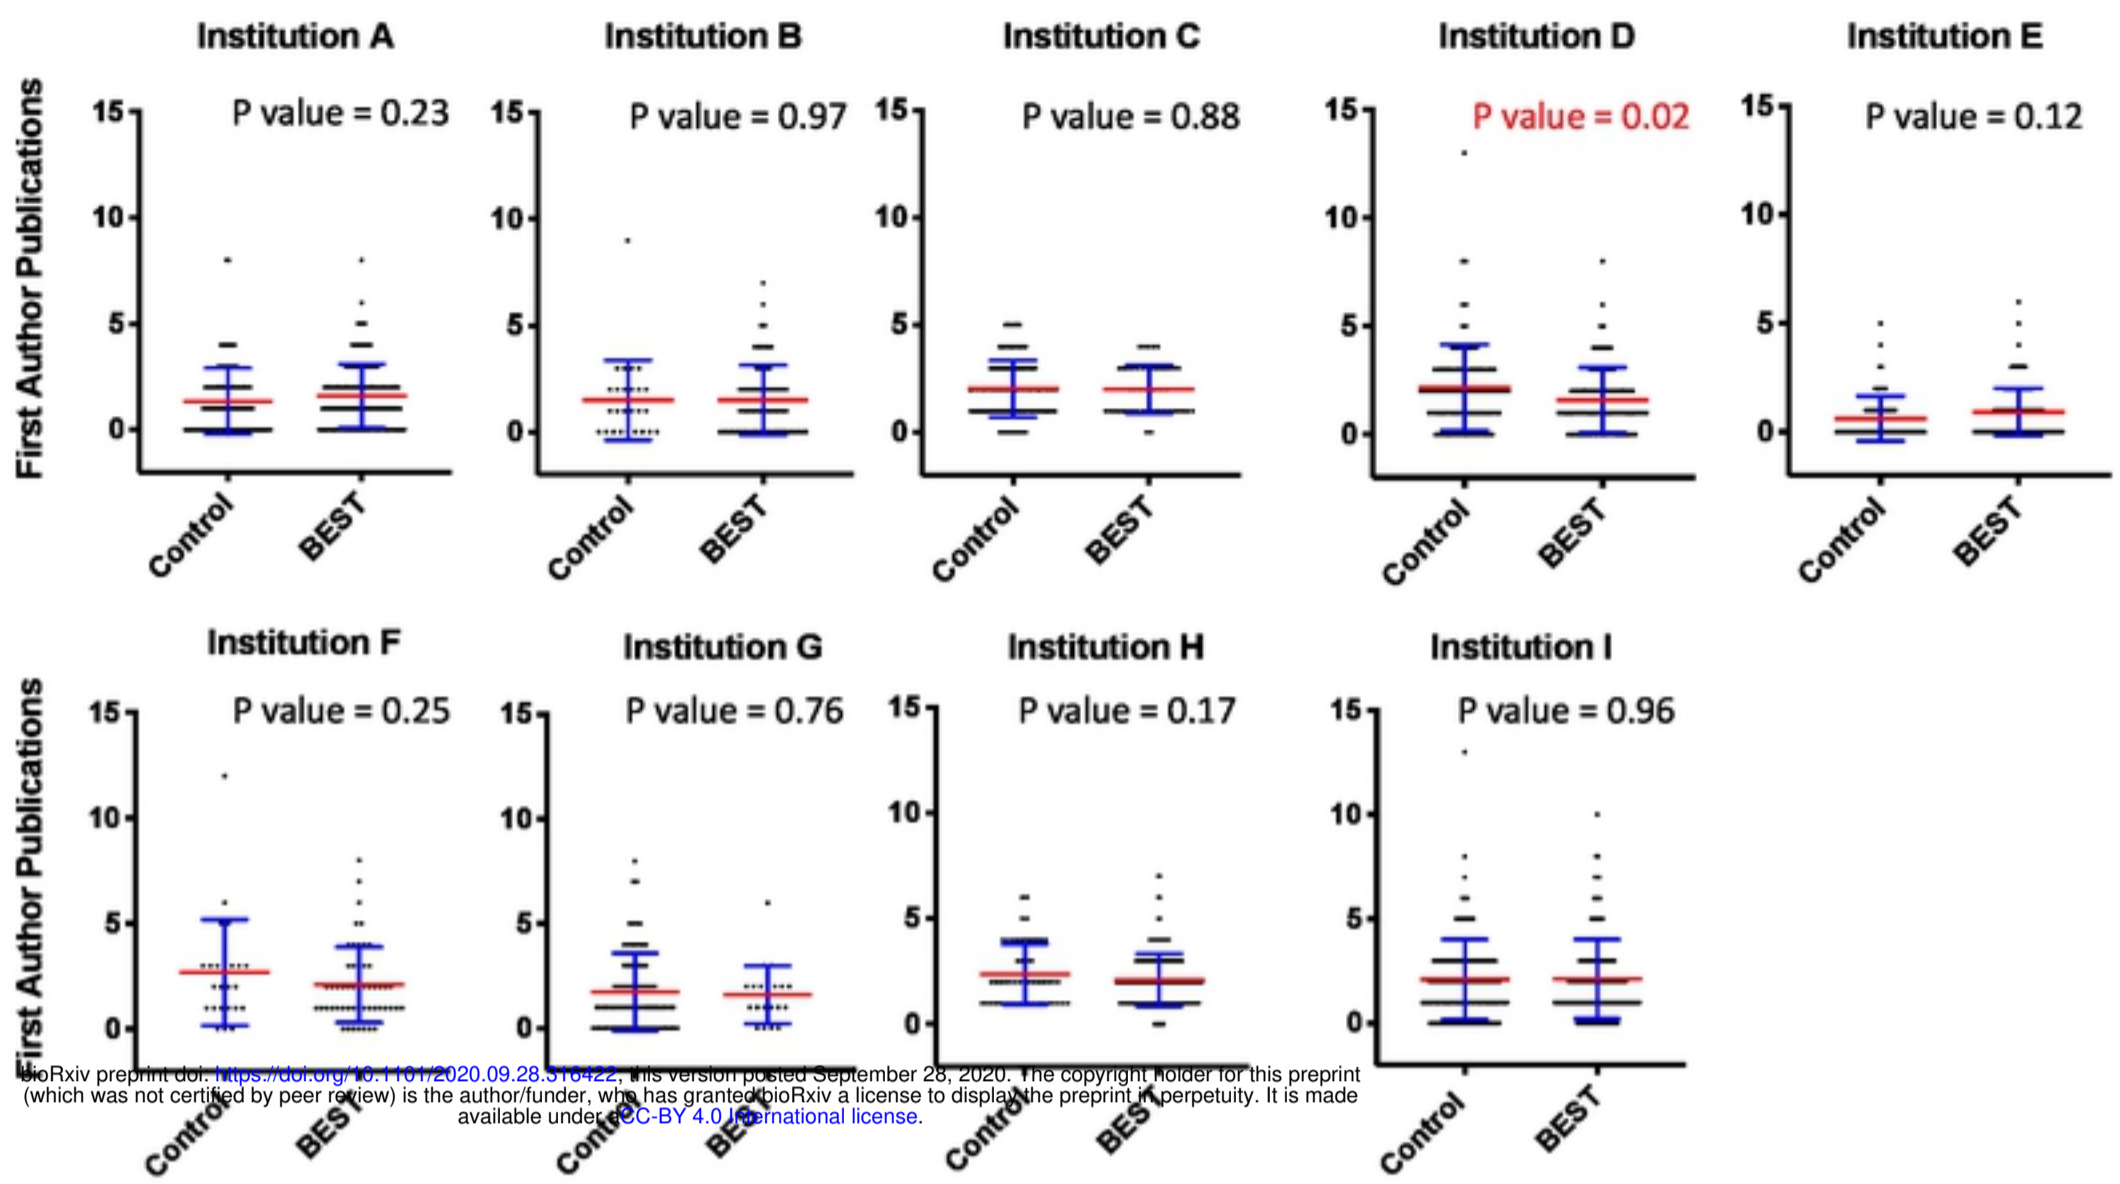 Institution A
Institution B
Institution C
Institution D
Institution E
First Author Publications
15
10
5
0
P value = 0.23
Control
BEST
15
10
5
0
P value = 0.97
Control
BEST
15
10
5
0
P value = 0.88
Control
BEST
15
10
5
0
P value = 0.02
Control
BEST
15
10
5
0
P value = 0.12
Control
BEST
Institution F
Institution G
Institution H
Institution I
First Author Publications
15
10
5
0
P value = 0.25
Control
BEST
15
10
5
0
P value = 0.76
Control
BEST
15
10
5
0
P value = 0.17
Control
BEST
15
10
5
0
P value = 0.96
Control
BEST
bioRxiv preprint doi: https://doi.org/10.1101/2020.09.28.316422, this version posted September 28, 2020. The copyright holder for this preprint
(which was not certified by peer review) is the author/funder, who has granted bioRxiv a license to display the preprint in perpetuity. It is made
available under aCC-BY 4.0 International license.